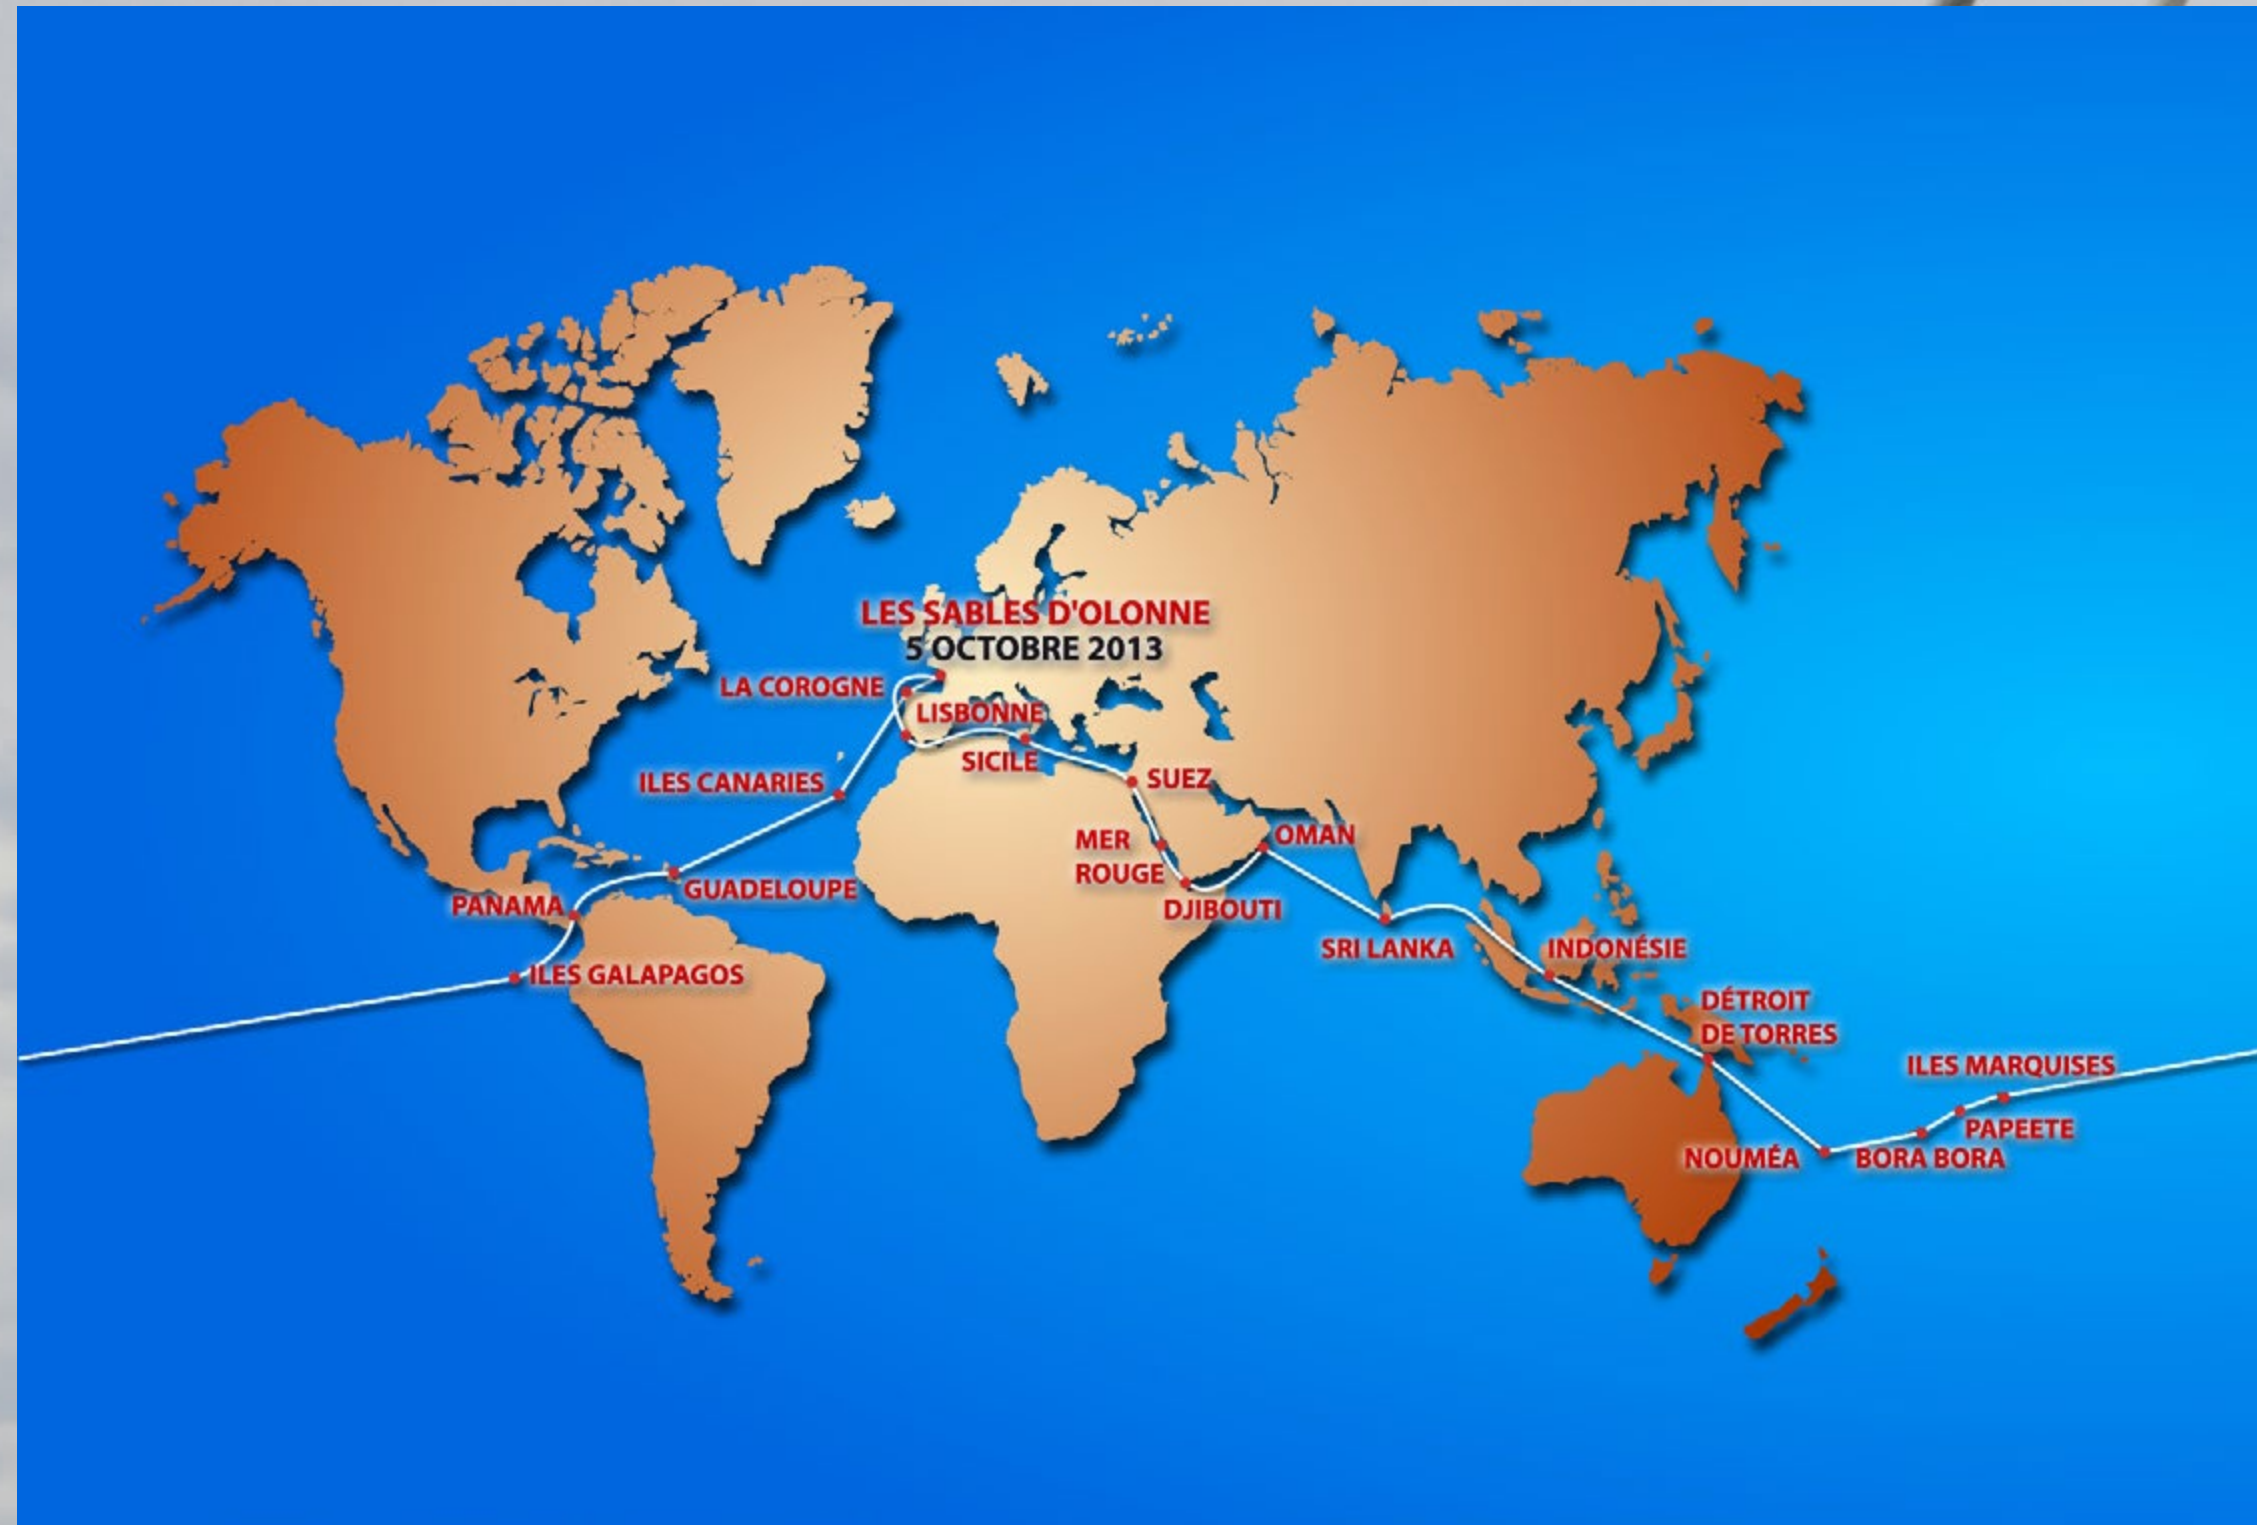 LES SABLES D'OLONNE
5 OCTOBRE 2013
LA COROGNE
LISBONNE
SICILE
ILES CANARIES
SUEZ
MER
ROUGE
OMAN
GUADELOUPE
PANAMA
DJIBOUTI
SRI LANKA
INDONÉSIE
ILES GALAPAGOS
DÉTROIT
DE TORRES
ILES MARQUISES
PAPEETE
NOUMÉA
BORA BORA